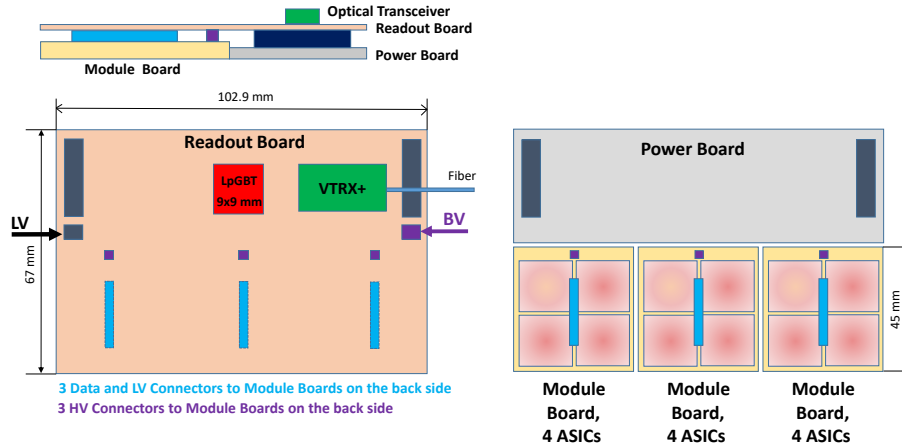 Optical Transceiver
Readout Board
Power Board
Module Board
102.9 mm
Readout Board
LpGBT
9x9 mm
VTRX+
Fiber
LV
BV
67 mm
3 Data and LV Connectors to Module Boards on the back side
3 HV Connectors to Module Boards on the back side
Power Board
45 mm
Module
Board,
4 ASICs
Module
Board,
4 ASICs
Module
Board,
4 ASICs